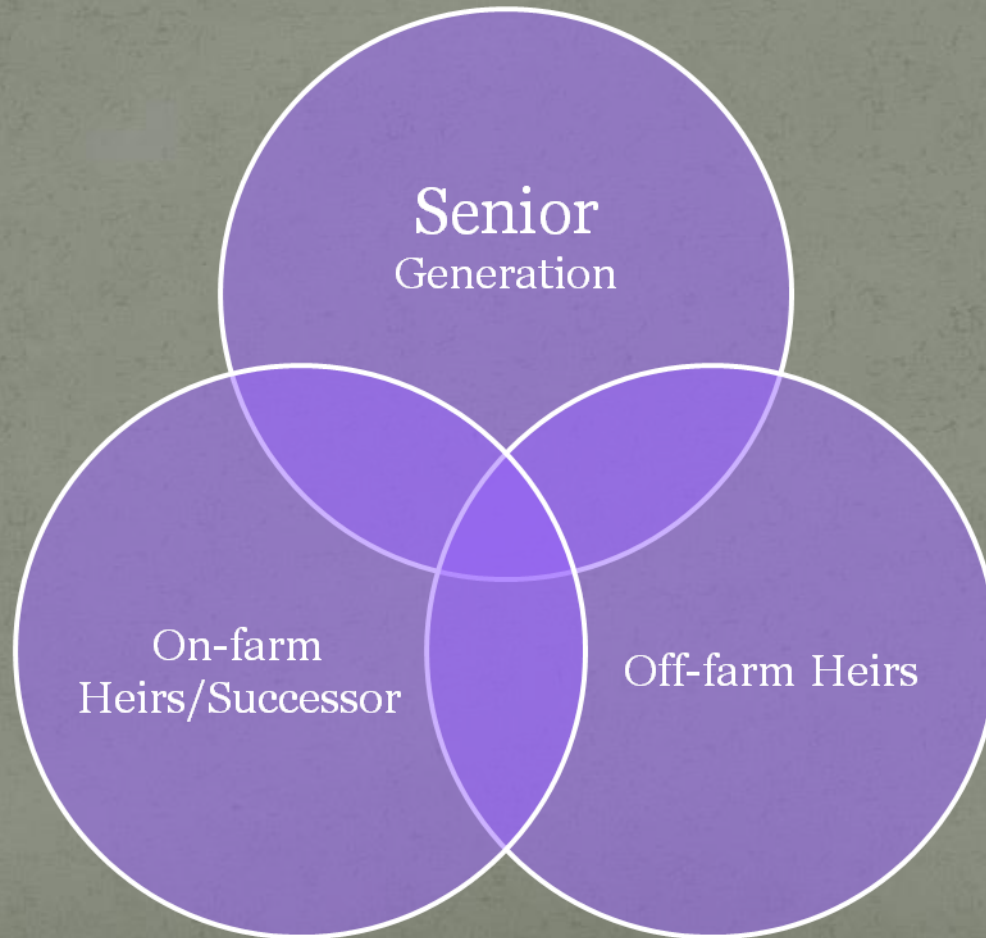 Senior
Generation
On-farm
Heirs/Successor
Off-farm Heirs